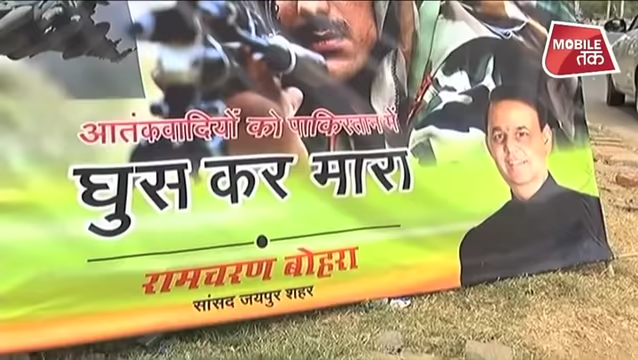 MOBILE
तक
आतंकवादियों को पाकिस्तान में
घुस कर मारा
रामचरण बोहरा
सांसद जयपुर शहर